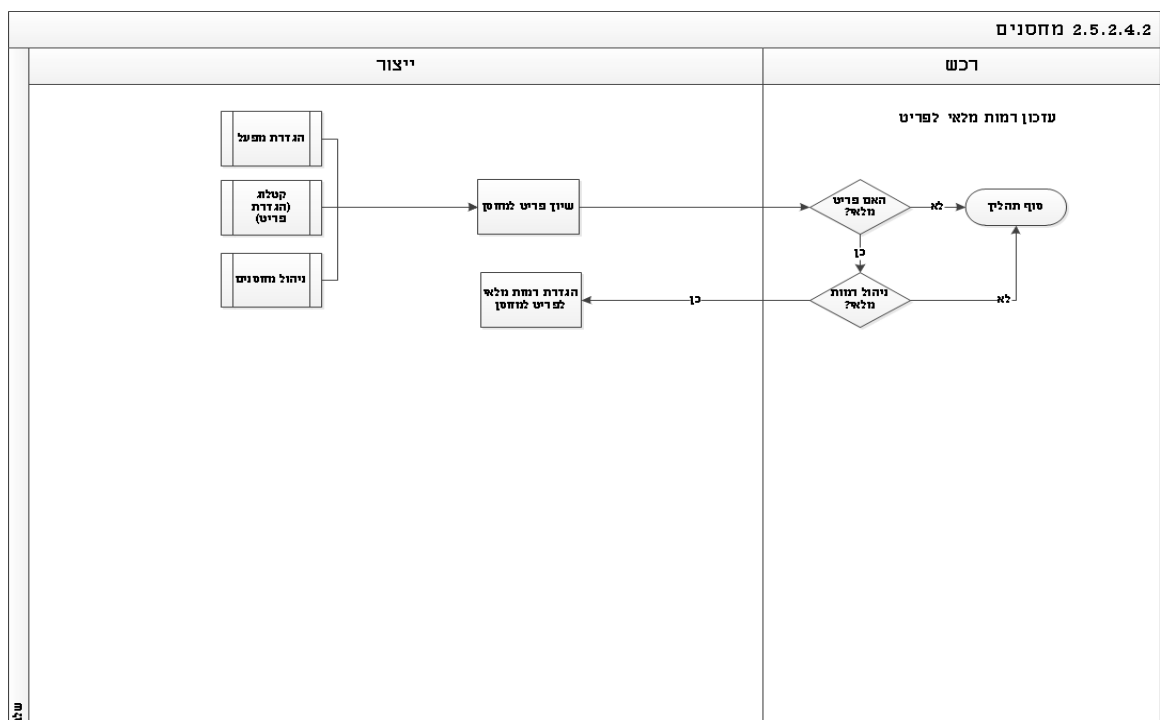 2.5.2.4.2 מחסנים
רכש
ייצור
עדכון רמות מלאי לפריט
הגדרת מפעל
קטלוג
(הגדרת
פריט)
ניהול מחסנים
שיוך פריט למחסן
האם פריט
מלאי?
לא
סוף תהליך
כן
ניהול רמות
מלאי?
לא
כן
הגדרת רמות מלאי
לפריט למחסן